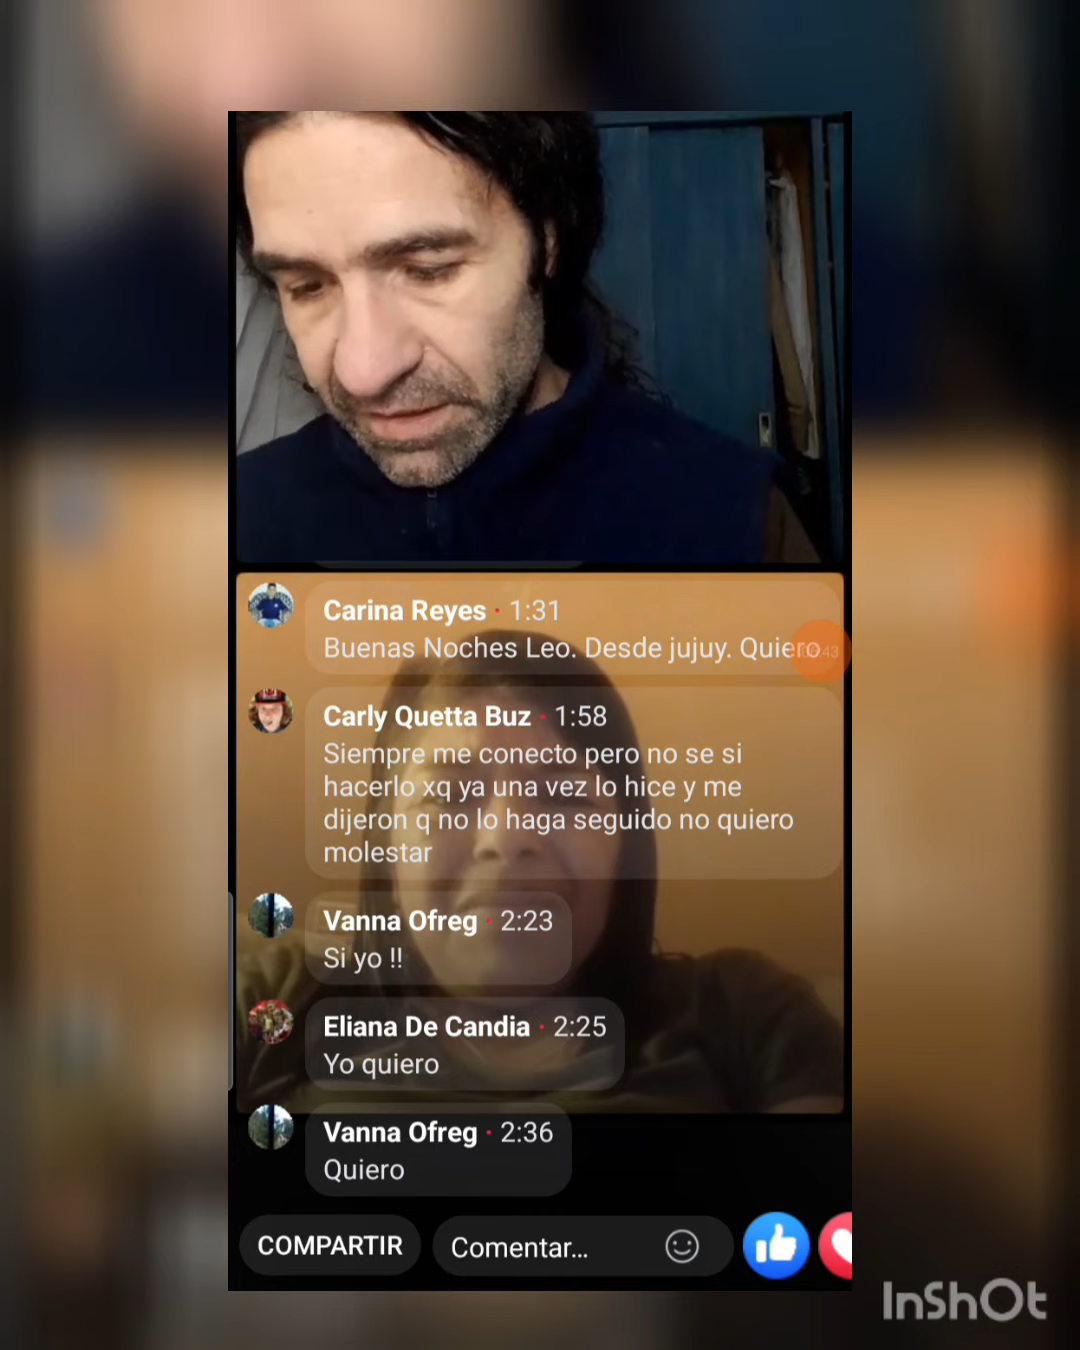 Carina Reyes · 1:31
Buenas Noches Leo. Desde jujuy. Quiero
Carly Quetta Buz · 1:58
Siempre me conecto pero no se si
hacerlo xq ya una vez lo hice y me
dijeron q no lo haga seguido no quiero
molestar
Vanna Ofreg · 2:23
Si yo !!
Eliana De Candia · 2:25
Yo quiero
Vanna Ofreg · 2:36
Quiero
COMPARTIR
Comentar...
InShOt